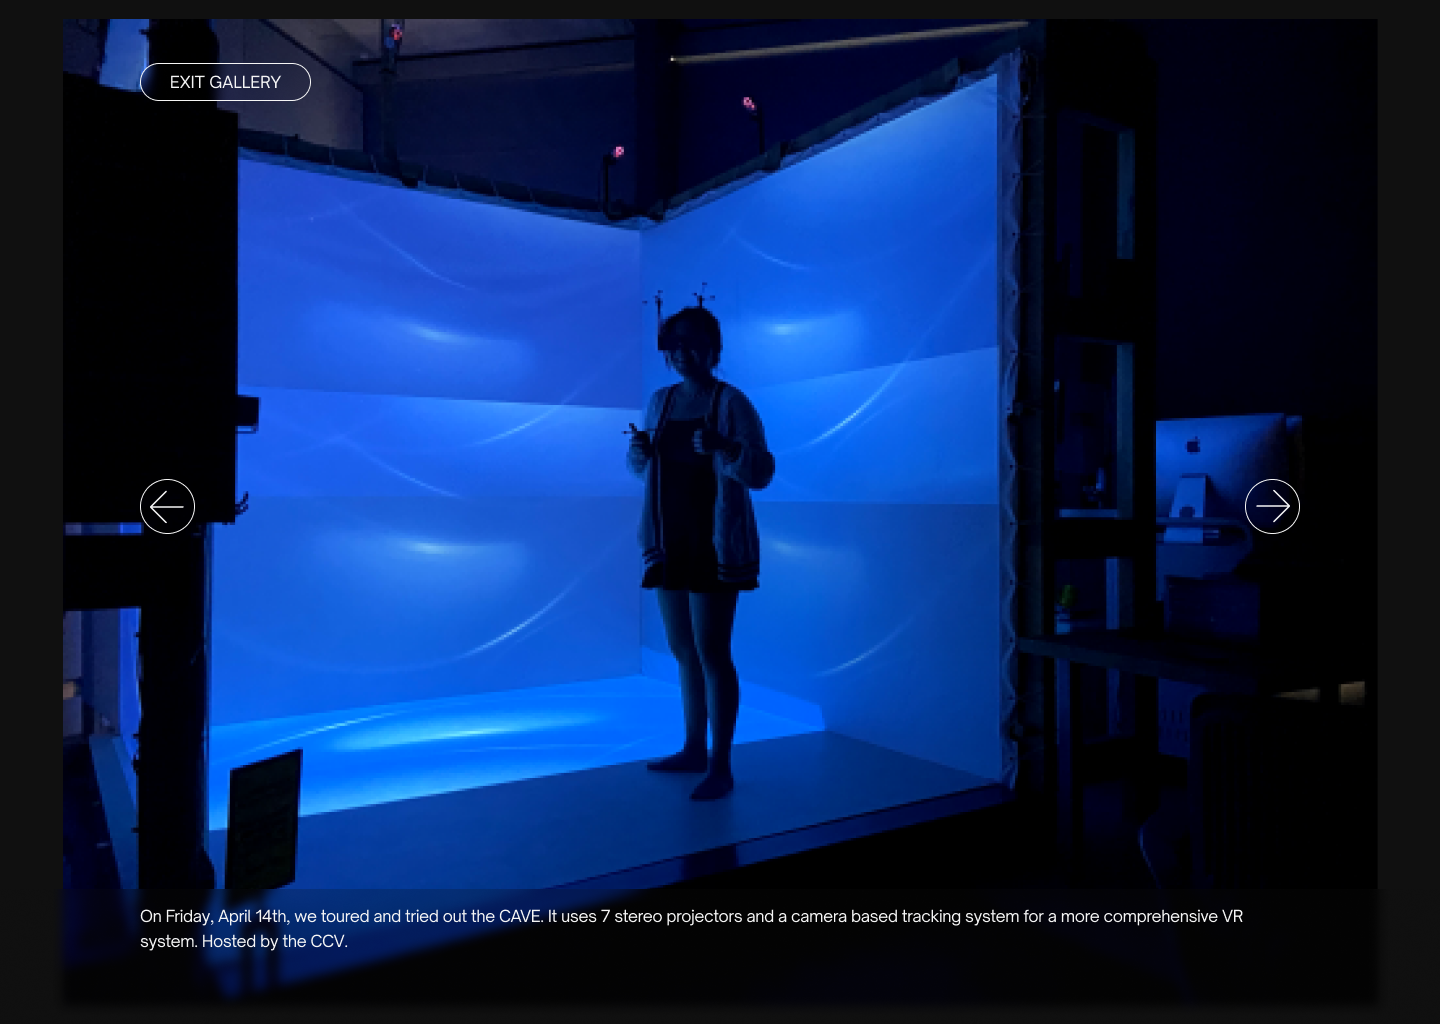 EXIT GALLERY
On Friday, April 14th, we toured and tried out the CAVE. It uses 7 stereo projectors and a camera based tracking system for a more comprehensive VR
system. Hosted by the CCV.